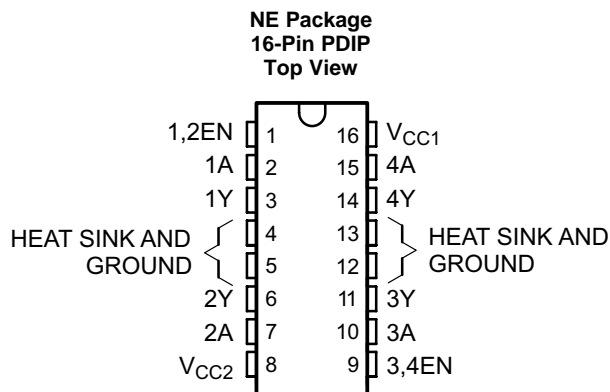 NE Package
16-Pin PDIP
Top View
1,2EN 1 16 VCC1
1A 2 15 4A
1Y 3 14 4Y
HEAT SINK AND GROUND 4 13 HEAT SINK AND GROUND
5 12
2Y 6 11 3Y
2A 7 10 3A
VCC2 8 9 3,4EN